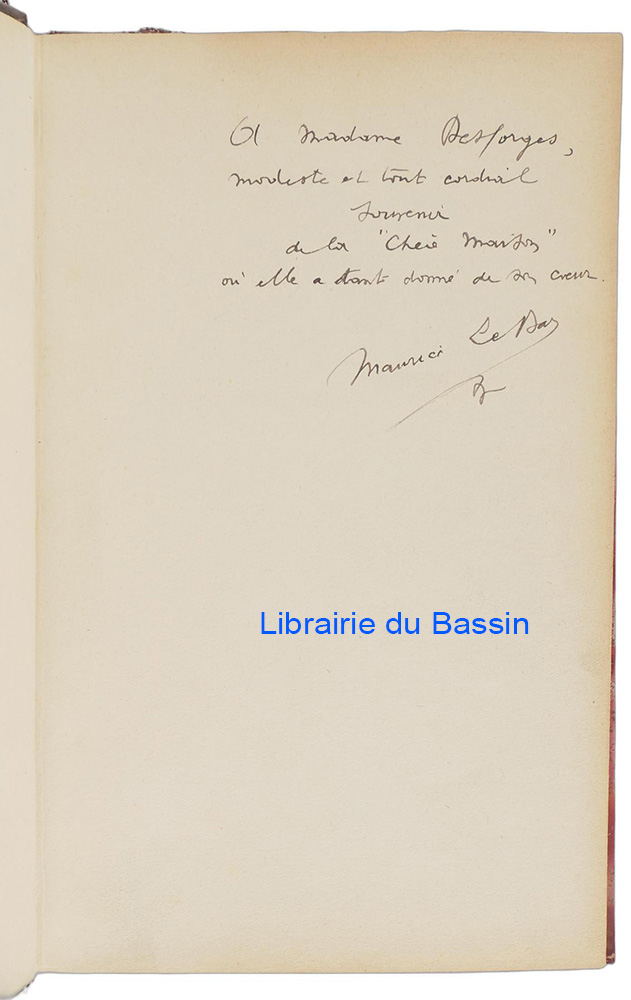 A Madame Desforges,
modeste et tout cordial
souvenir
de la "Chère Maison"
où elle a tant donné de son cœur.
Maurice Le Bas
Librairie du Bassin